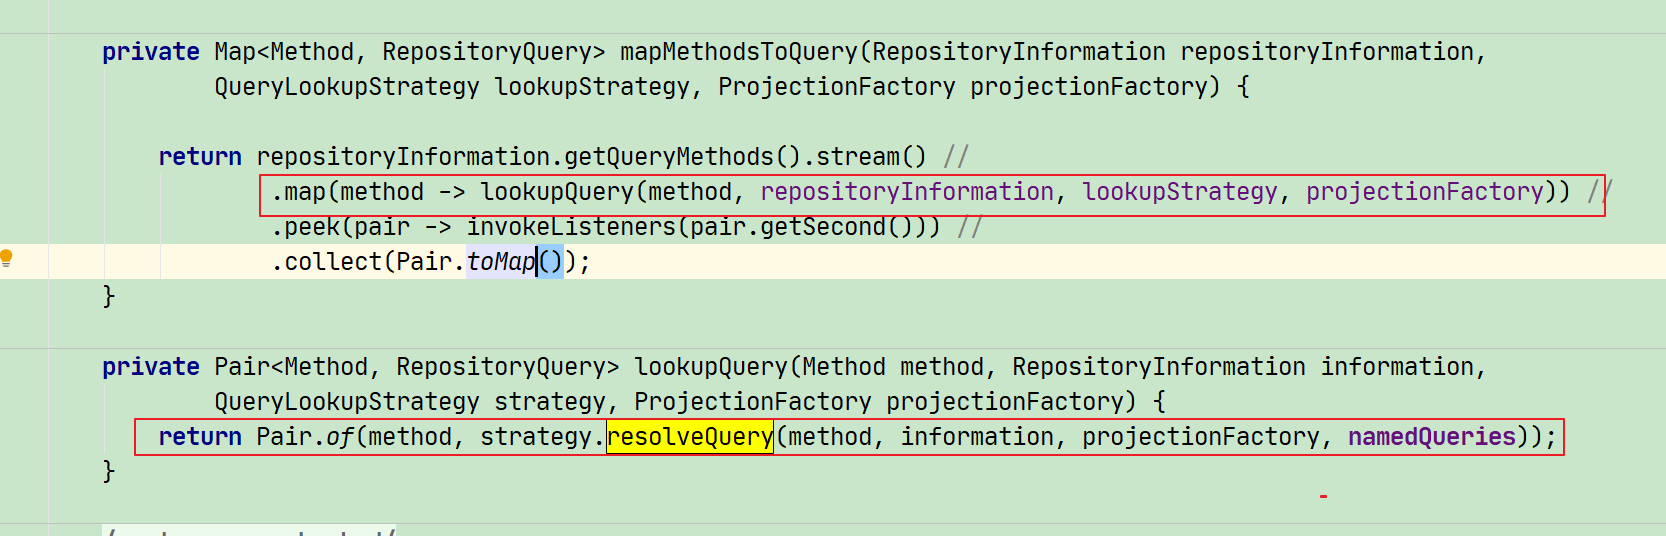 private Map<Method, RepositoryQuery> mapMethodsToQuery(RepositoryInformation repositoryInformation,
QueryLookupStrategy lookupStrategy, ProjectionFactory projectionFactory) {
return repositoryInformation.getQueryMethods().stream() //
.map(method -> lookupQuery(method, repositoryInformation, lookupStrategy, projectionFactory)) //
.peek(pair -> invokeListeners(pair.getSecond())) //
.collect(Pair.toMap());
}
private Pair<Method, RepositoryQuery> lookupQuery(Method method, RepositoryInformation information,
QueryLookupStrategy strategy, ProjectionFactory projectionFactory) {
return Pair.of(method, strategy.resolveQuery(method, information, projectionFactory, namedQueries));
}